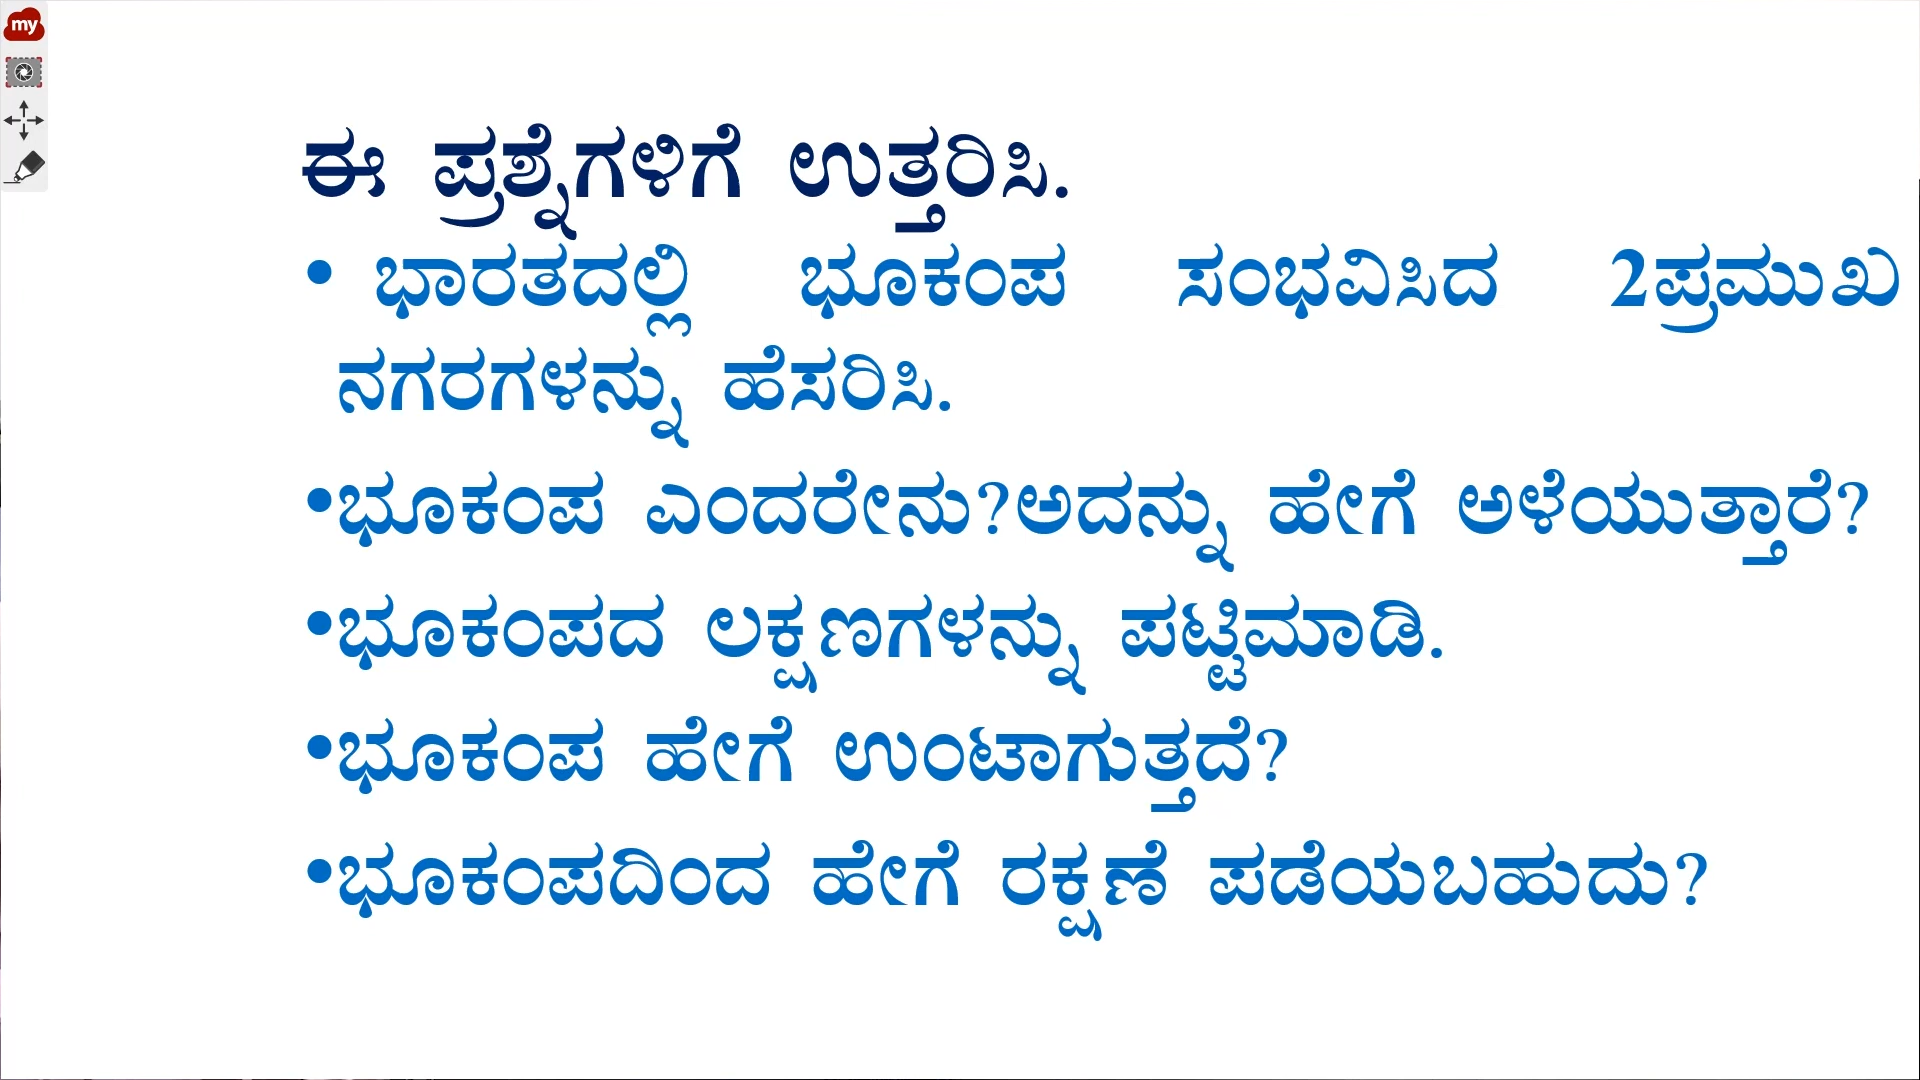 my
ಈ ಪ್ರಶ್ನೆಗಳಿಗೆ ಉತ್ತರಿಸಿ.
• ಭಾರತದಲ್ಲಿ ಭೂಕಂಪ ಸಂಭವಿಸಿದ 2ಪ್ರಮುಖ
ನಗರಗಳನ್ನು ಹೆಸರಿಸಿ.
•ಭೂಕಂಪ ಎಂದರೇನು?ಅದನ್ನು ಹೇಗೆ ಅಳೆಯುತ್ತಾರೆ?
•ಭೂಕಂಪದ ಲಕ್ಷಣಗಳನ್ನು ಪಟ್ಟಿಮಾಡಿ.
•ಭೂಕಂಪ ಹೇಗೆ ಉಂಟಾಗುತ್ತದೆ?
•ಭೂಕಂಪದಿಂದ ಹೇಗೆ ರಕ್ಷಣೆ ಪಡೆಯಬಹುದು?